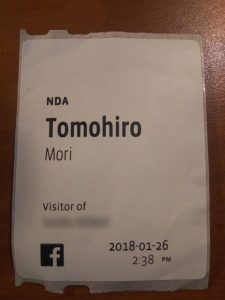 NDA
Tomohiro
Mori
Visitor of
2018-01-26
2:38 PM